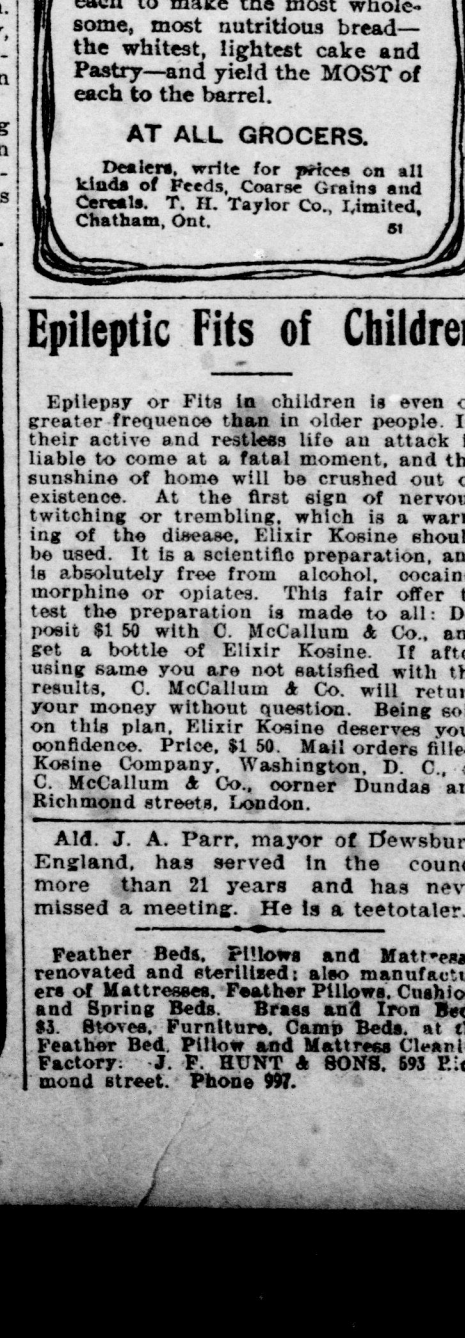 each to make the most whole-
some, most nutritious bread—
the whitest, lightest cake and
Pastry—and yield the MOST of
each to the barrel.
AT ALL GROCERS.
Dealers, write for prices on all
kinds of Feeds, Coarse Grains and
Cereals. T. H. Taylor Co., Limited,
Chatham, Ont. 51
Epileptic Fits of Childre
Epilepsy or Fits in children is even
greater frequence than in older people. I
their active and restless life an attack
liable to come at a fatal moment, and th
sunshine of home will be crushed out
existence. At the first sign of nervou
twitching or trembling, which is a warn
ing of the disease, Elixir Kosine shoul
be used. It is a scientific preparation, an
is absolutely free from alcohol, cocain
morphine or opiates. This fair offer t
test the preparation is made to all: D
posit $1 50 with C. McCallum & Co., an
get a bottle of Elixir Kosine. If afte
using same you are not satisfied with th
results, C. McCallum & Co. will retur
your money without question. Being so
on this plan, Elixir Kosine deserves you
confidence. Price, $1 50. Mail orders fille
Kosine Company, Washington, D. C.,
C. McCallum & Co., corner Dundas an
Richmond streets, London.
Ald. J. A. Parr, mayor of Dewsbur
England, has served in the counc
more than 21 years and has nev
missed a meeting. He is a teetotaler.
Feather Beds, Pillows and Mattress
renovated and sterilized; also manufactu
ers of Mattresses, Feather Pillows, Cushio
and Spring Beds. Brass and Iron Bed
$3. Stoves, Furniture, Camp Beds, at t
Feather Bed, Pillow and Mattress Cleani
Factory: J. F. HUNT & SONS, 593 Ric
mond street. Phone 997.